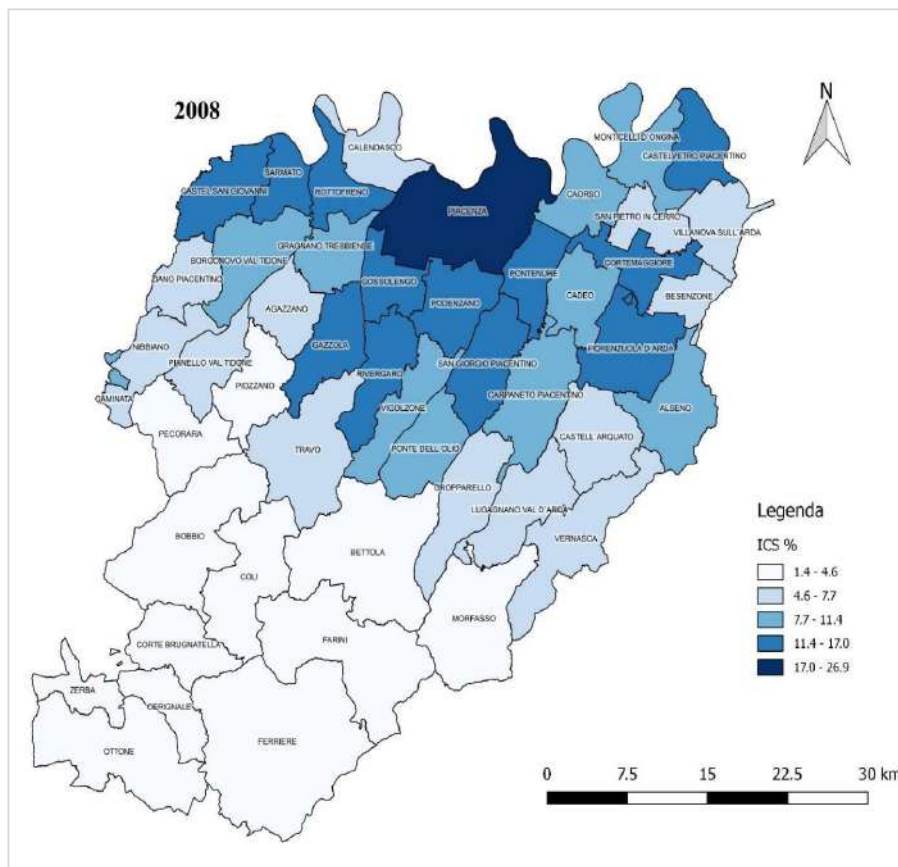 2008
N
CALENDASCO
MONTICELLI D'ONGINA
CASTELVETRO PIACENTINO
SARMATO
CASTEL SAN GIOVANNI
ROTTOFRENO
CAORSO
PIACENZA
SAN PIETRO IN CERRO
VILLANOVA SULL'ARDA
GRAGNANO TREBBIENSE
BORGONOVO VAL TIDONE
CORTEMAGGIORE
ZIANO PIACENTINO
PONTENURE
GOSSOLENGO
CADEO
BESENZONE
PODENZANO
AGAZZANO
NIBBIANO
GAZZOLA
FIORENZUOLA D'ARDA
PIANELLO VAL TIDONE
SAN GIORGIO PIACENTINO
RIVERGARO
PIOZZANO
CARPANETO PIACENTINO
CAMINATA
VIGOLZONE
ALSENO
PECORARA
CASTELL'ARQUATO
TRAVO
PONTE DELL'OLIO
GROPPARELLO
LUGAGNANO VAL D'ARDA
BOBBIO
VERNASCA
BETTOLA
COLI
MORFASSO
FARINI
CORTE BRUGNATELLA
ZERBA
CERIGNALE
FERRIERE
OTTONE
Legenda
ICS %
1.4 - 4.6
4.6 - 7.7
7.7 - 11.4
11.4 - 17.0
17.0 - 26.9
0 7.5 15 22.5 30 km